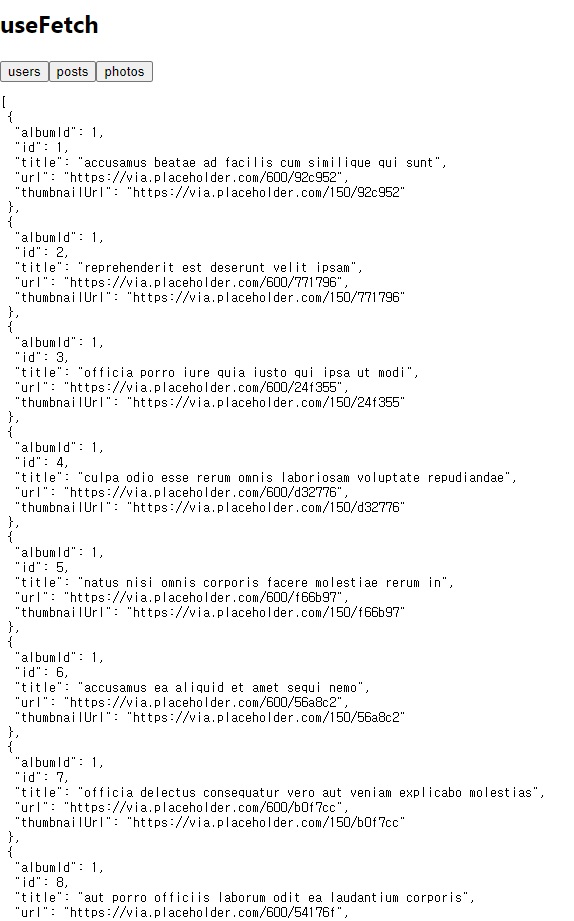 useFetch
users posts photos
[
 {
  "albumId": 1,
  "id": 1,
  "title": "accusamus beatae ad facilis cum similique qui sunt",
  "url": "https://via.placeholder.com/600/92c952",
  "thumbnailUrl": "https://via.placeholder.com/150/92c952"
 },
 {
  "albumId": 1,
  "id": 2,
  "title": "reprehenderit est deserunt velit ipsam",
  "url": "https://via.placeholder.com/600/771796",
  "thumbnailUrl": "https://via.placeholder.com/150/771796"
 },
 {
  "albumId": 1,
  "id": 3,
  "title": "officia porro iure quia iusto qui ipsa ut modi",
  "url": "https://via.placeholder.com/600/24f355",
  "thumbnailUrl": "https://via.placeholder.com/150/24f355"
 },
 {
  "albumId": 1,
  "id": 4,
  "title": "culpa odio esse rerum omnis laboriosam voluptate repudiandae",
  "url": "https://via.placeholder.com/600/d32776",
  "thumbnailUrl": "https://via.placeholder.com/150/d32776"
 },
 {
  "albumId": 1,
  "id": 5,
  "title": "natus nisi omnis corporis facere molestiae rerum in",
  "url": "https://via.placeholder.com/600/f66b97",
  "thumbnailUrl": "https://via.placeholder.com/150/f66b97"
 },
 {
  "albumId": 1,
  "id": 6,
  "title": "accusamus ea aliquid et amet sequi nemo",
  "url": "https://via.placeholder.com/600/56a8c2",
  "thumbnailUrl": "https://via.placeholder.com/150/56a8c2"
 },
 {
  "albumId": 1,
  "id": 7,
  "title": "officia delectus consequatur vero aut veniam explicabo molestias",
  "url": "https://via.placeholder.com/600/b0f7cc",
  "thumbnailUrl": "https://via.placeholder.com/150/b0f7cc"
 },
 {
  "albumId": 1,
  "id": 8,
  "title": "aut porro officiis laborum odit ea laudantium corporis",
  "url": "https://via.placeholder.com/600/54176f",